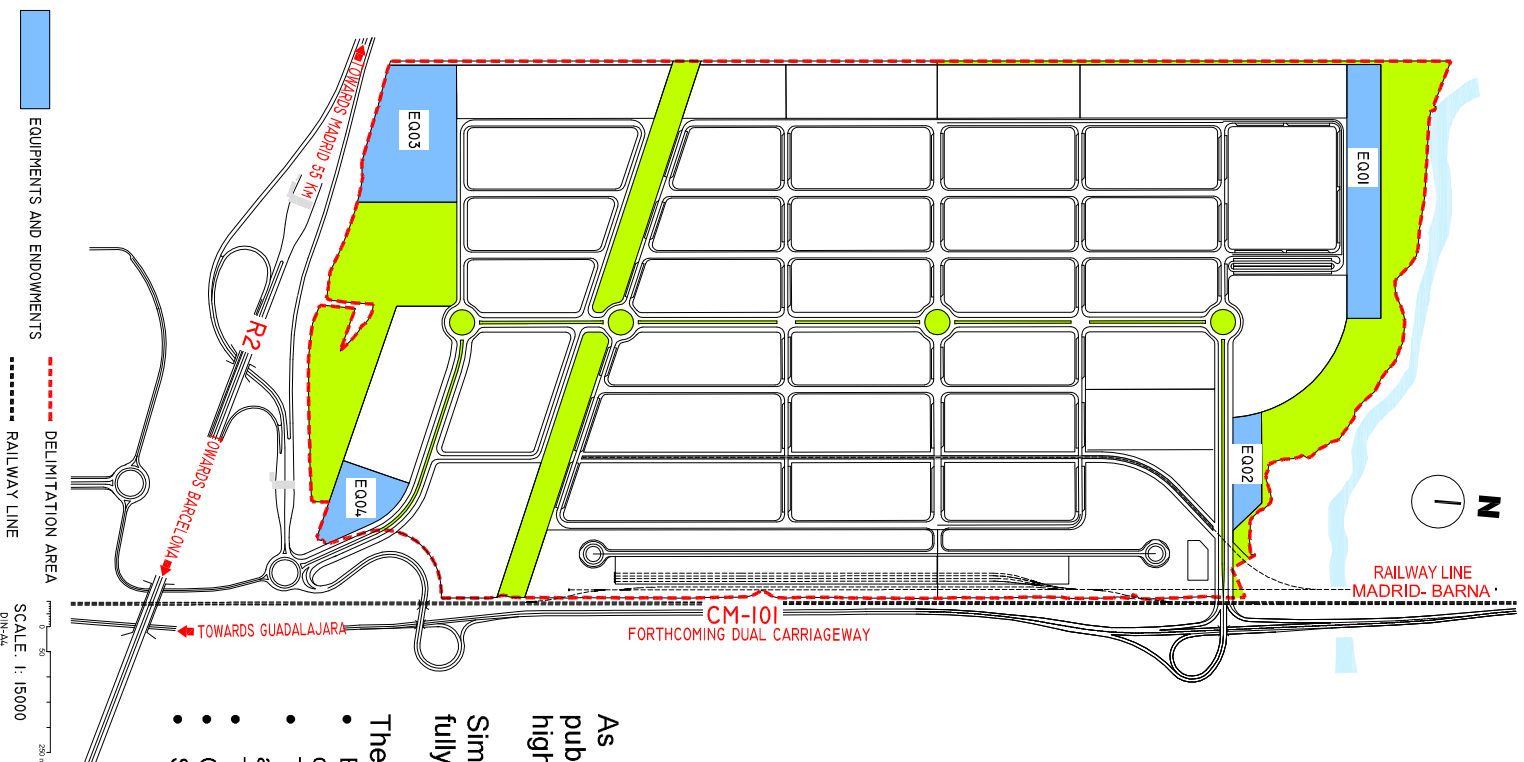 N
EQ01
EQ02
EQ03
EQ04
TOWARDS MADRID 55 KM
R2
TOWARDS BARCELONA
TOWARDS GUADALAJARA
CM-101
FORTHCOMING DUAL CARRIAGEWAY
RAILWAY LINE
MADRID- BARNA
EQUIPMENTS AND ENDOWMENTS
DELIMITATION AREA
RAILWAY LINE
SCALE. 1: 15000
DIN-A4
0 50 250 m
As
pub
high
Sim
fully
The